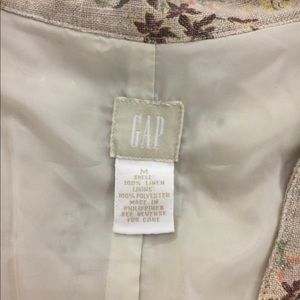 GAP
M
SHELL:
100% LINEN
LINING:
100% POLYESTER
MADE IN
PHILIPPINES
SEE REVERSE
FOR CARE